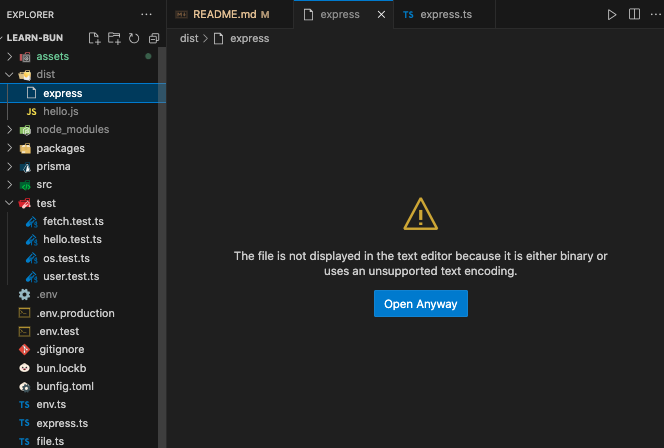 EXPLORER
LEARN-BUN
assets
dist
express
JS hello.js
node_modules
packages
prisma
src
test
fetch.test.ts
hello.test.ts
os.test.ts
user.test.ts
.env
.env.production
.env.test
.gitignore
bun.lockb
bunfig.toml
TS env.ts
TS express.ts
TS file.ts
README.md M
express
TS express.ts
dist > express
The file is not displayed in the text editor because it is either binary or
uses an unsupported text encoding.
Open Anyway